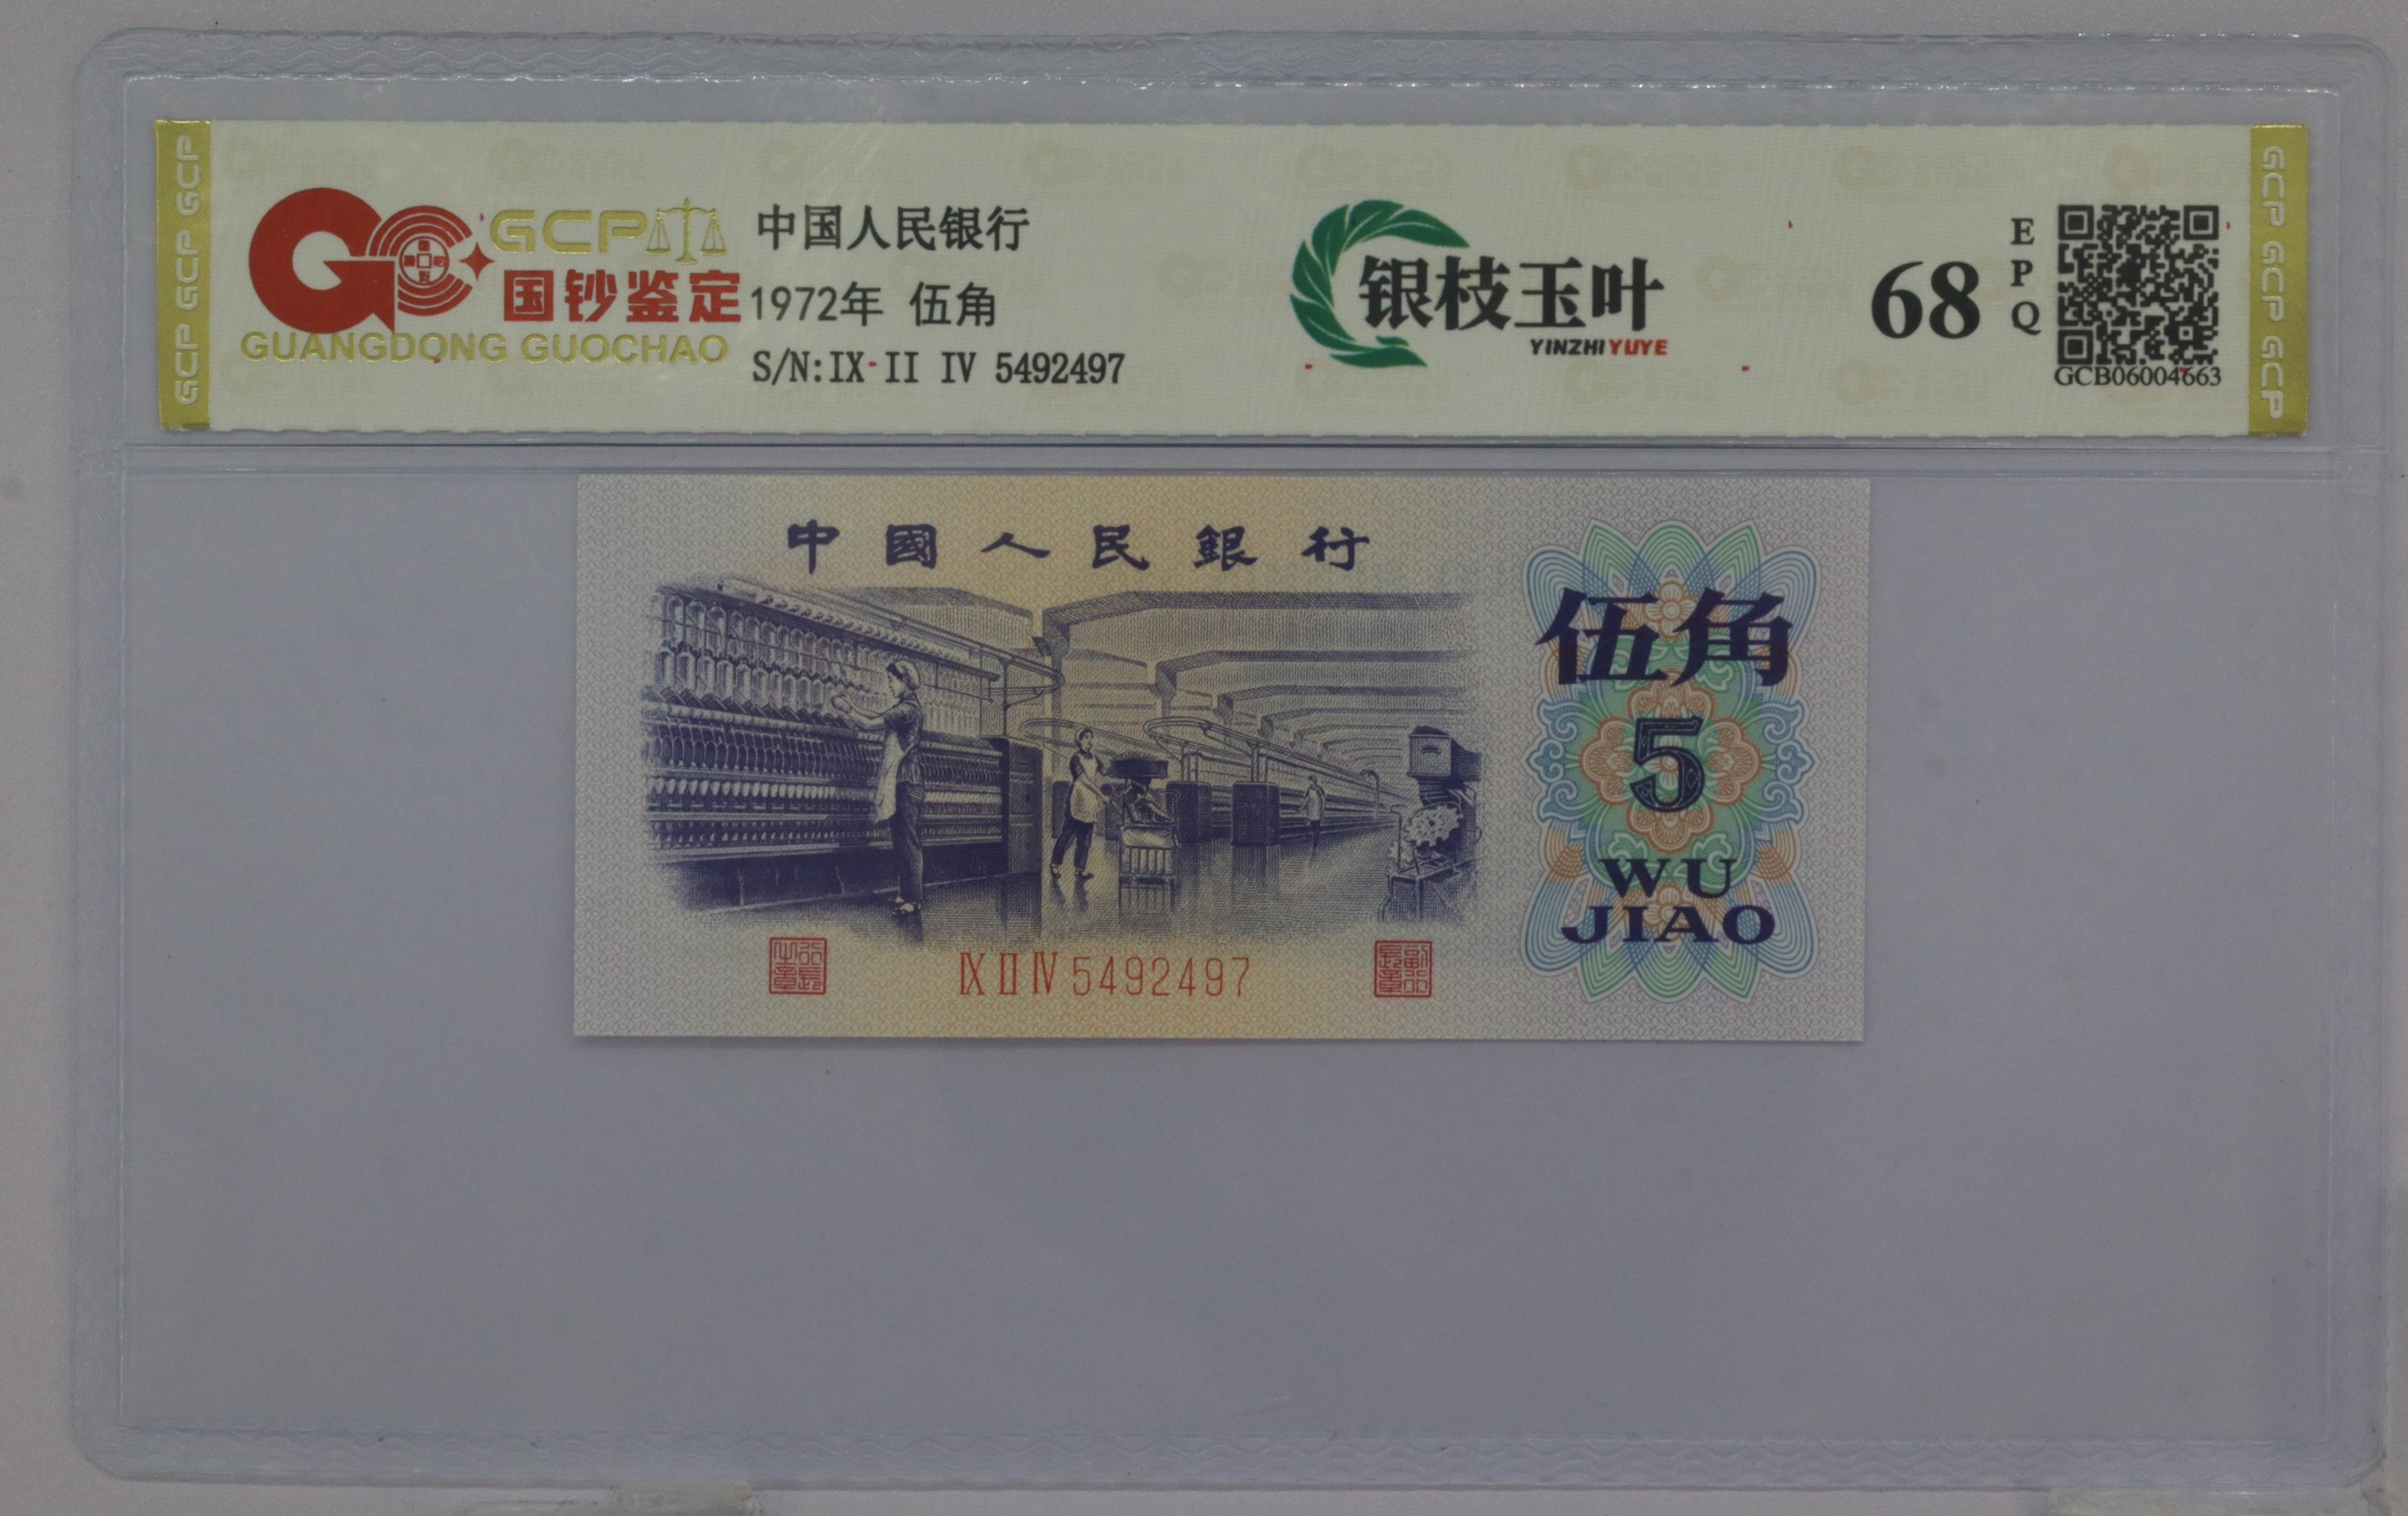 GCP GCP GCP
GCP
国钞鉴定
GUANGDONG GUOCHAO
中国人民银行
1972年 伍角
S/N:IX-II IV 5492497
银枝玉叶
YINZHI YUYE
68
EPQ
GCB06004663
GCP GCP GCP
中國人民銀行
伍角
5
WU
JIAO
IX II IV 5492497